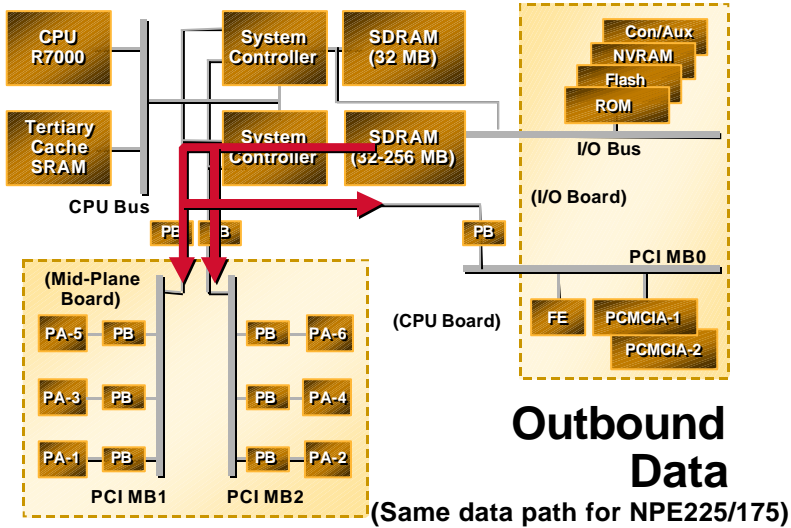 CPU
R7000
System
Controller
SDRAM
(32 MB)
Con/Aux
NVRAM
Flash
ROM
Tertiary
Cache
SRAM
System
Controller
SDRAM
(32-256 MB)
I/O Bus
CPU Bus
(I/O Board)
PB
PB
PB
PCI MB0
(Mid-Plane
Board)
(CPU Board)
FE
PCMCIA-1
PCMCIA-2
PA-5
PB
PB
PA-6
PA-3
PB
PB
PA-4
PA-1
PB
PB
PA-2
PCI MB1
PCI MB2
Outbound
Data
(Same data path for NPE225/175)